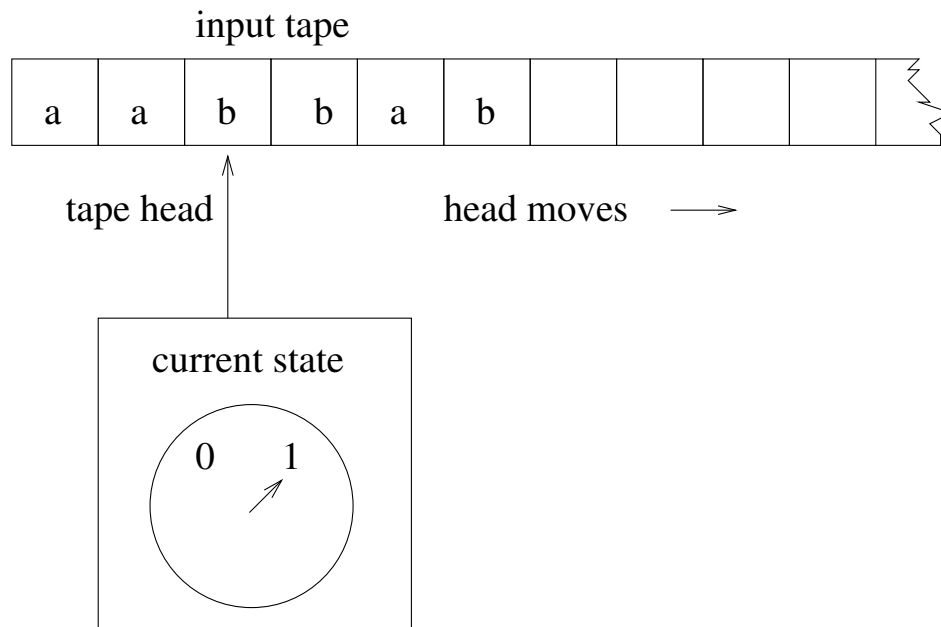 input tape
a a b b a b
tape head head moves
current state
0 1